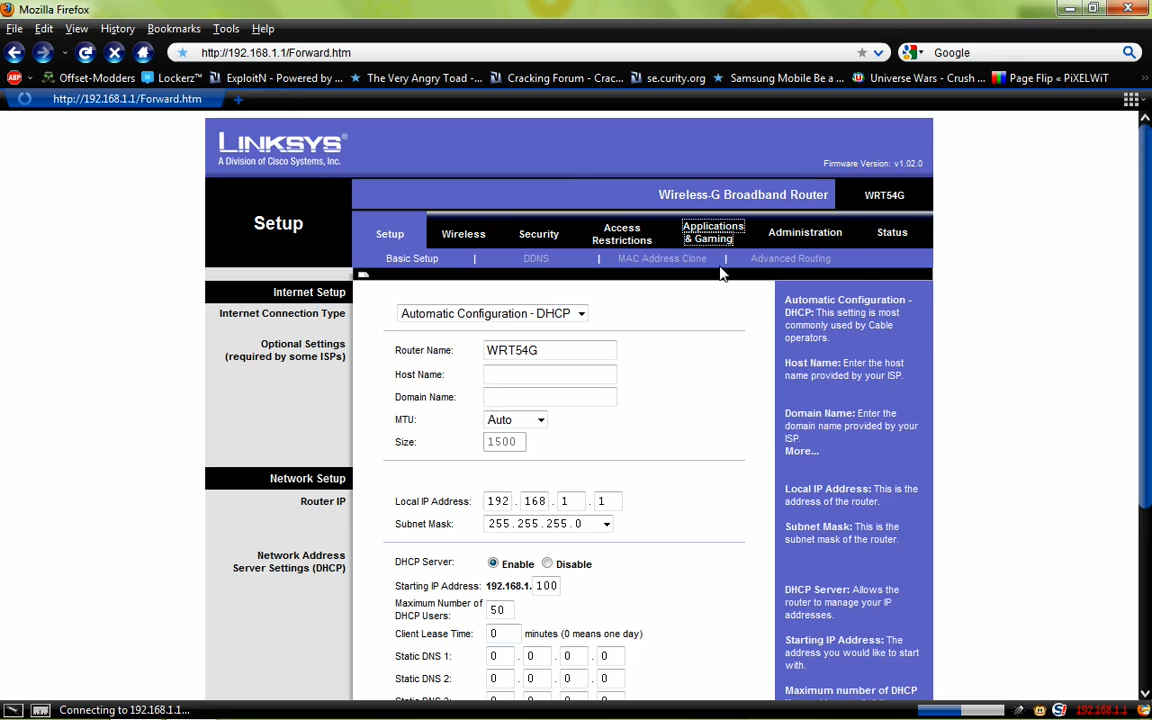 Mozilla Firefox
File Edit View History Bookmarks Tools Help
http://192.168.1.1/Forward.htm
Google
ABP Offset-Modders Lockerz™ ExploitN - Powered by ... The Very Angry Toad -... Cracking Forum - Crac... se.curity.org Samsung Mobile Be a ... Universe Wars - Crush ... Page Flip « PiXELWiT
http://192.168.1.1/Forward.htm
LINKSYS®
A Division of Cisco Systems, Inc.
Firmware Version: v1.02.0
Wireless-G Broadband Router WRT54G
Setup
Setup Wireless Security Access Restrictions Applications & Gaming Administration Status
Basic Setup | DDNS | MAC Address Clone | Advanced Routing
Internet Setup
Internet Connection Type
Automatic Configuration - DHCP
Optional Settings
(required by some ISPs)
Router Name: WRT54G
Host Name:
Domain Name:
MTU: Auto
Size: 1500
Network Setup
Router IP
Local IP Address: 192 . 168 . 1 . 1
Subnet Mask: 255.255.255.0
Network Address
Server Settings (DHCP)
DHCP Server: Enable Disable
Starting IP Address: 192.168.1. 100
Maximum Number of
DHCP Users: 50
Client Lease Time: 0 minutes (0 means one day)
Static DNS 1: 0 . 0 . 0 . 0
Static DNS 2: 0 . 0 . 0 . 0
Automatic Configuration -
DHCP: This setting is most
commonly used by Cable
operators.
Host Name: Enter the host
name provided by your ISP.
Domain Name: Enter the
domain name provided by your
ISP.
More...
Local IP Address: This is the
address of the router.
Subnet Mask: This is the
subnet mask of the router.
DHCP Server: Allows the
router to manage your IP
addresses.
Starting IP Address: The
address you would like to start
with.
Maximum number of DHCP
Connecting to 192.168.1.1...
192.168.1.1